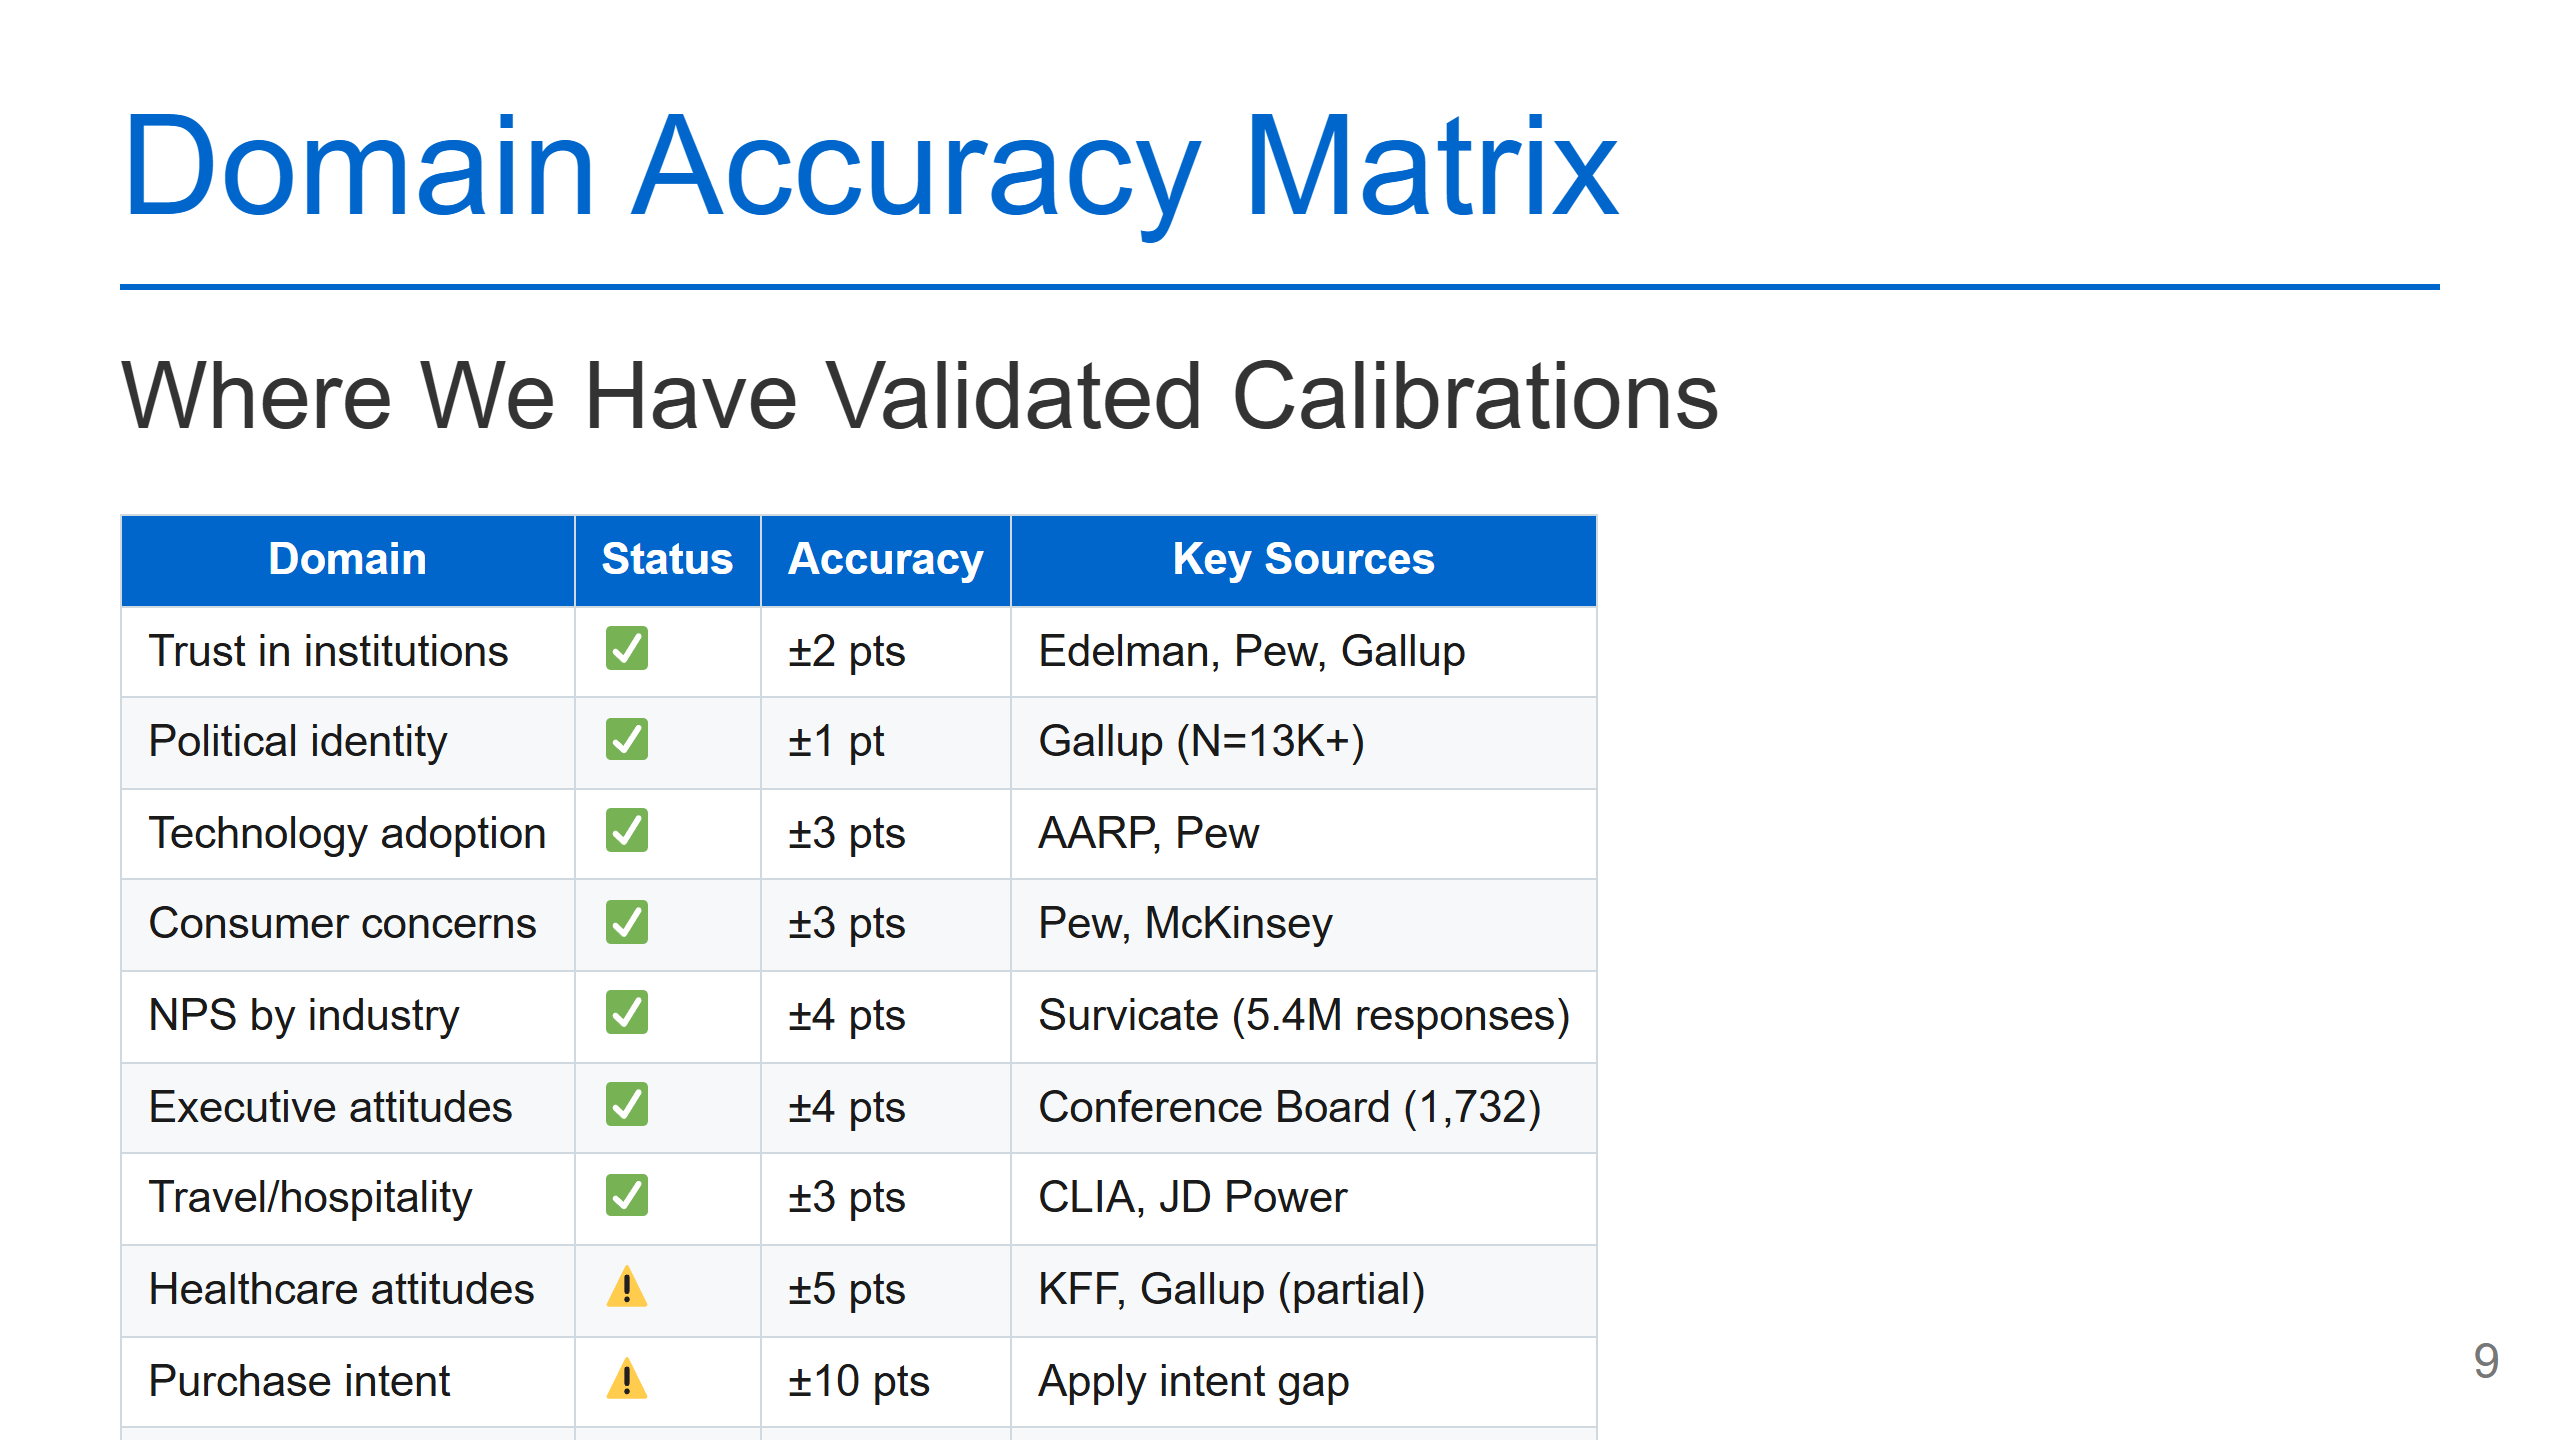 Domain Accuracy Matrix
Where We Have Validated Calibrations
Domain Status Accuracy Key Sources
Trust in institutions ✅ ±2 pts Edelman, Pew, Gallup
Political identity ✅ ±1 pt Gallup (N=13K+)
Technology adoption ✅ ±3 pts AARP, Pew
Consumer concerns ✅ ±3 pts Pew, McKinsey
NPS by industry ✅ ±4 pts Survicate (5.4M responses)
Executive attitudes ✅ ±4 pts Conference Board (1,732)
Travel/hospitality ✅ ±3 pts CLIA, JD Power
Healthcare attitudes ⚠️ ±5 pts KFF, Gallup (partial)
Purchase intent ⚠️ ±10 pts Apply intent gap
9